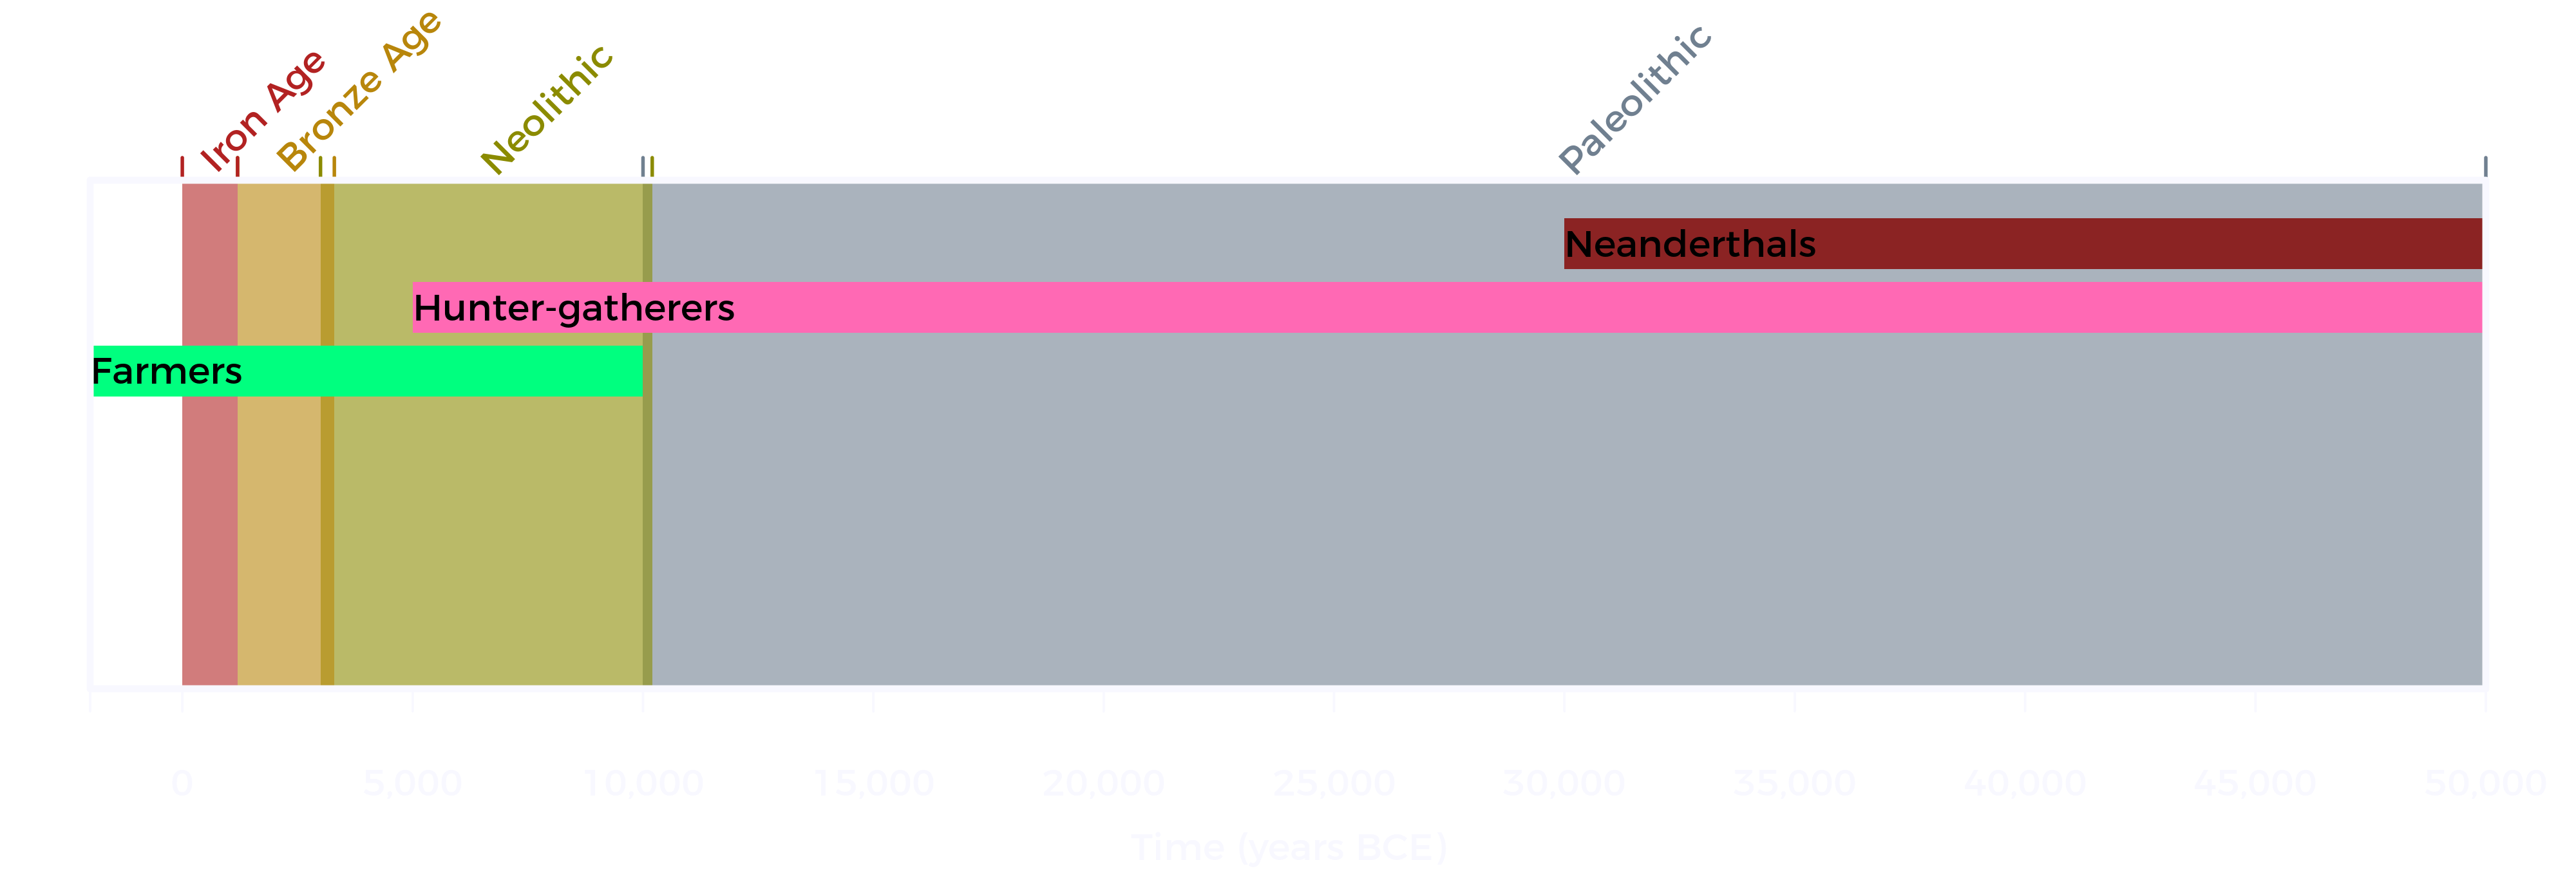 Iron Age
Bronze Age
Neolithic
Paleolithic
Neanderthals
Hunter-gatherers
Farmers
0 5,000 10,000 15,000 20,000 25,000 30,000 35,000 40,000 45,000 50,000
Time (years BCE)